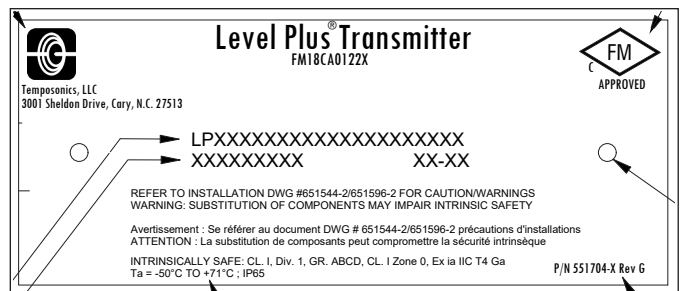 Level Plus® Transmitter
FM18CA0122X
FM
C
APPROVED
Temposonics, LLC
3001 Sheldon Drive, Cary, N.C. 27513
LPXXXXXXXXXXXXXXXXXXXX
XXXXXXXXX XX-XX
REFER TO INSTALLATION DWG #651544-2/651596-2 FOR CAUTION/WARNINGS
WARNING: SUBSTITUTION OF COMPONENTS MAY IMPAIR INTRINSIC SAFETY
Avertissement : Se référer au document DWG # 651544-2/651596-2 précautions d'installations
ATTENTION : La substitution de composants peut compromettre la sécurité intrinsèque
INTRINSICALLY SAFE: CL. I, Div. 1, GR. ABCD, CL. I Zone 0, Ex ia IIC T4 Ga
Ta = -50°C TO +71°C ; IP65
P/N 551704-X Rev G